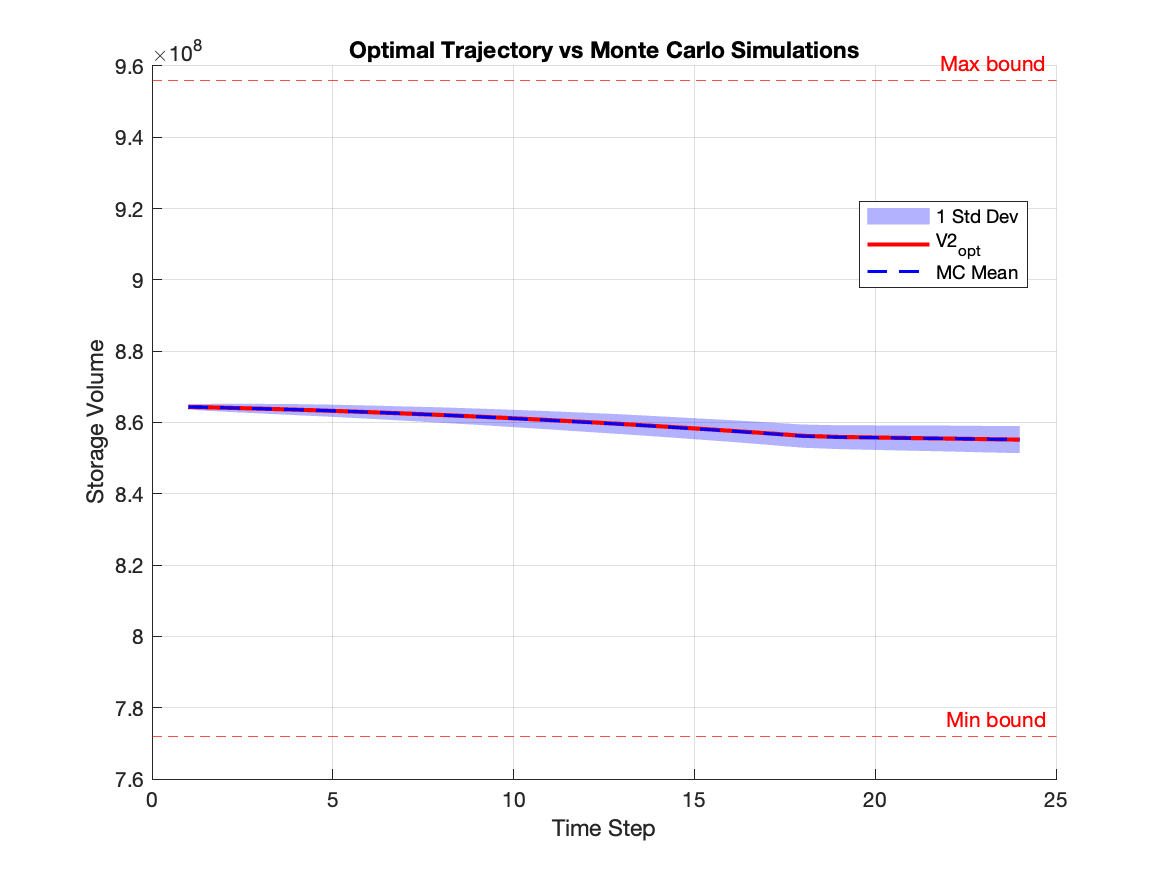 Optimal Trajectory vs Monte Carlo Simulations
×10⁸
9.6
9.4
9.2
9
8.8
8.6
8.4
8.2
8
7.8
7.6
Storage Volume
Max bound
1 Std Dev
V2opt
MC Mean
Min bound
0 5 10 15 20 25
Time Step